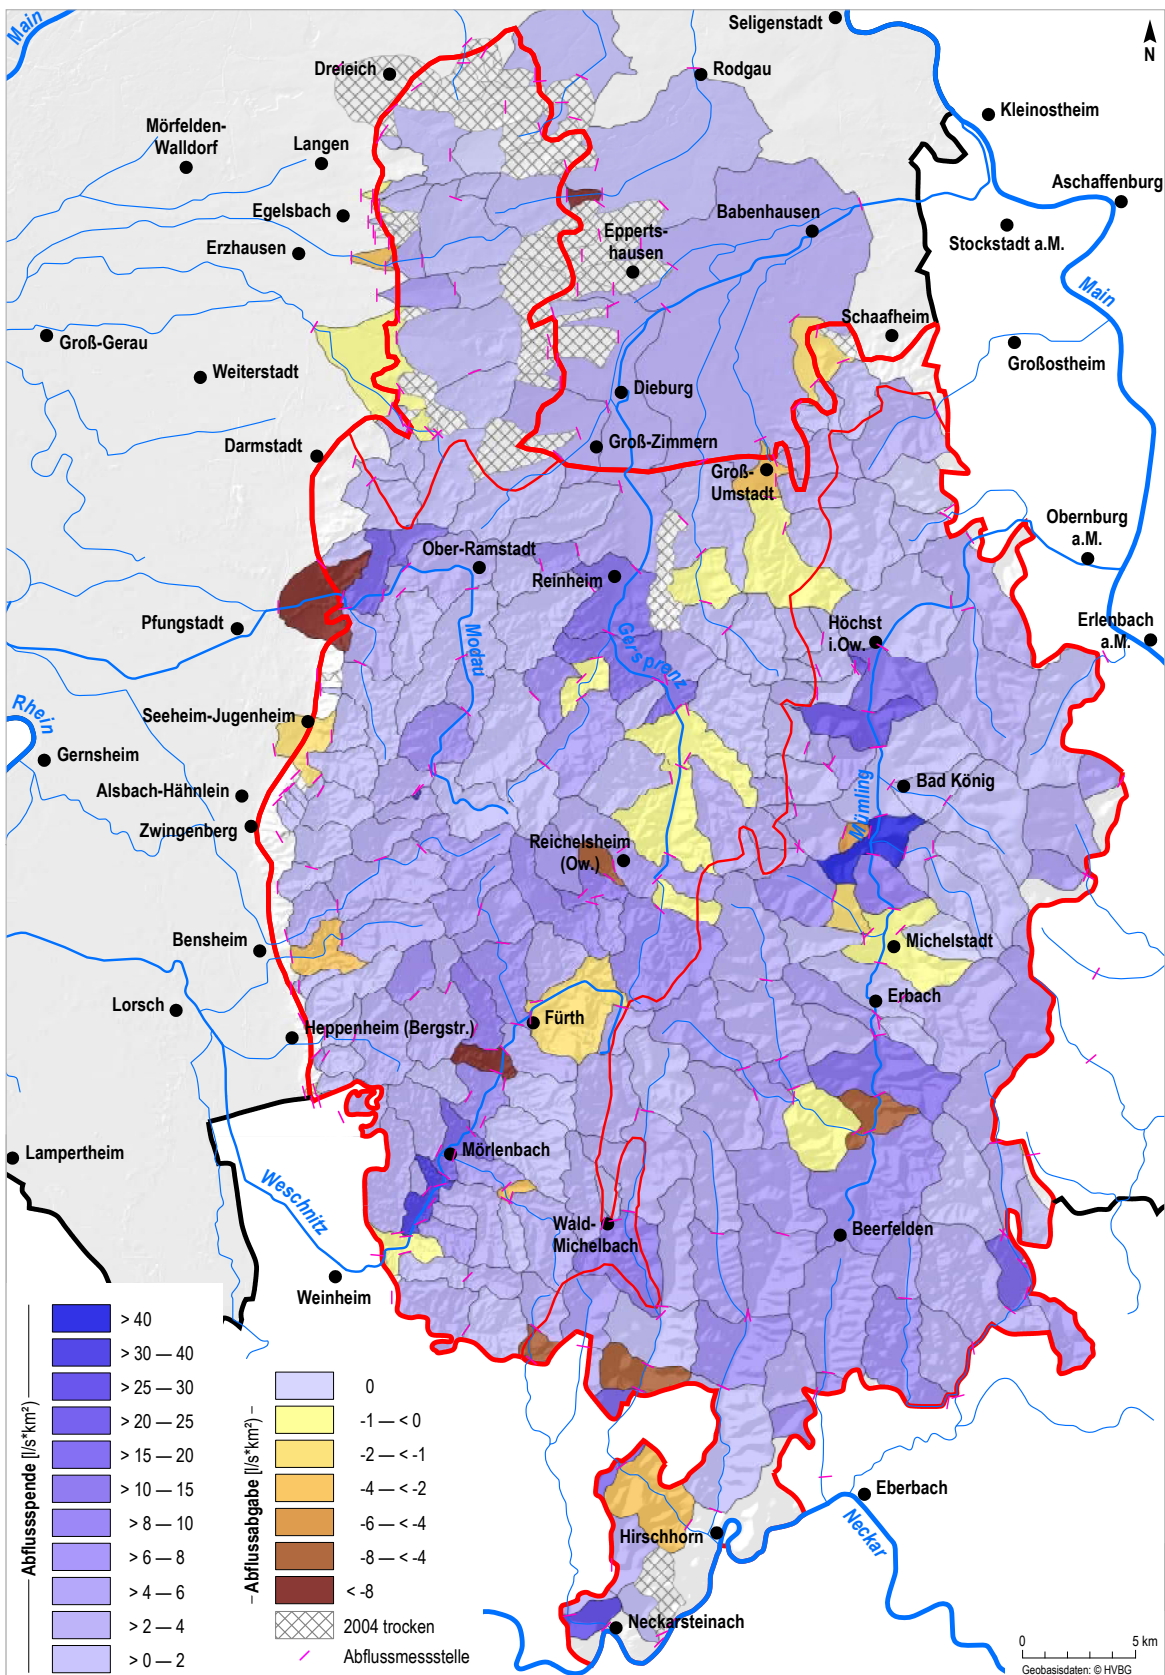 Main
Seligenstadt
N
Dreieich
Rodgau
Kleinostheim
Mörfelden-
Walldorf
Langen
Aschaffenburg
Egelsbach
Babenhausen
Stockstadt a.M.
Epperts-
hausen
Erzhausen
Main
Schaafheim
Groß-Gerau
Großostheim
Weiterstadt
Dieburg
Darmstadt
Groß-Zimmern
Groß-
Umstadt
Obernburg
a.M.
Ober-Ramstadt
Reinheim
Pfungstadt
Modau
Gersprenz
Höchst
i.Ow.
Erlenbach
a.M.
Rhein
Seeheim-Jugenheim
Gernsheim
Alsbach-Hähnlein
Mümling
Bad König
Zwingenberg
Reichelsheim
(Ow.)
Bensheim
Michelstadt
Lorsch
Erbach
Heppenheim (Bergstr.)
Fürth
Lampertheim
Mörlenbach
Weschnitz
Wald-
Michelbach
Beerfelden
Weinheim
Abflussspende [l/s*km²]
> 40
> 30 — 40
> 25 — 30
> 20 — 25
> 15 — 20
> 10 — 15
> 8 — 10
> 6 — 8
> 4 — 6
> 2 — 4
> 0 — 2
Abflussabgabe [l/s*km²]
0
-1 — < 0
-2 — < -1
-4 — < -2
-6 — < -4
-8 — < -4
< -8
2004 trocken
Abflussmessstelle
Eberbach
Neckar
Hirschhorn
Neckarsteinach
0 5 km
Geobasisdaten: © HVBG